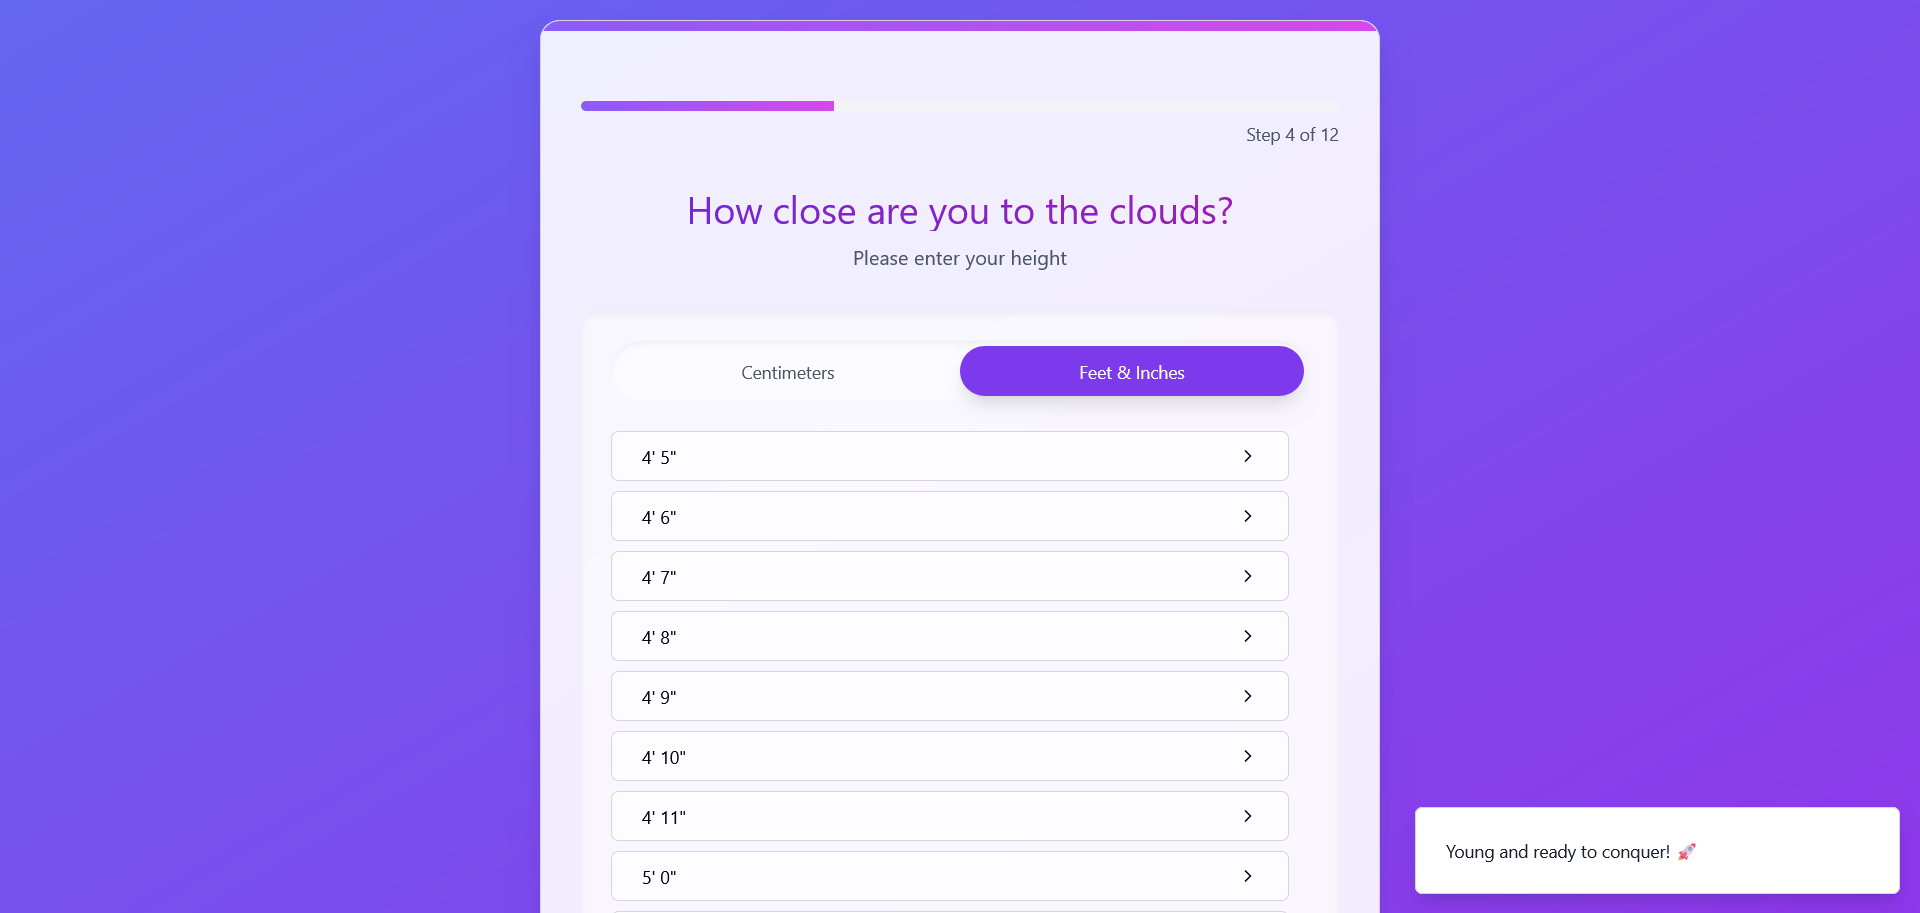 Step 4 of 12
How close are you to the clouds?
Please enter your height
Centimeters
Feet & Inches
4' 5"
4' 6"
4' 7"
4' 8"
4' 9"
4' 10"
4' 11"
5' 0"
Young and ready to conquer! 🚀